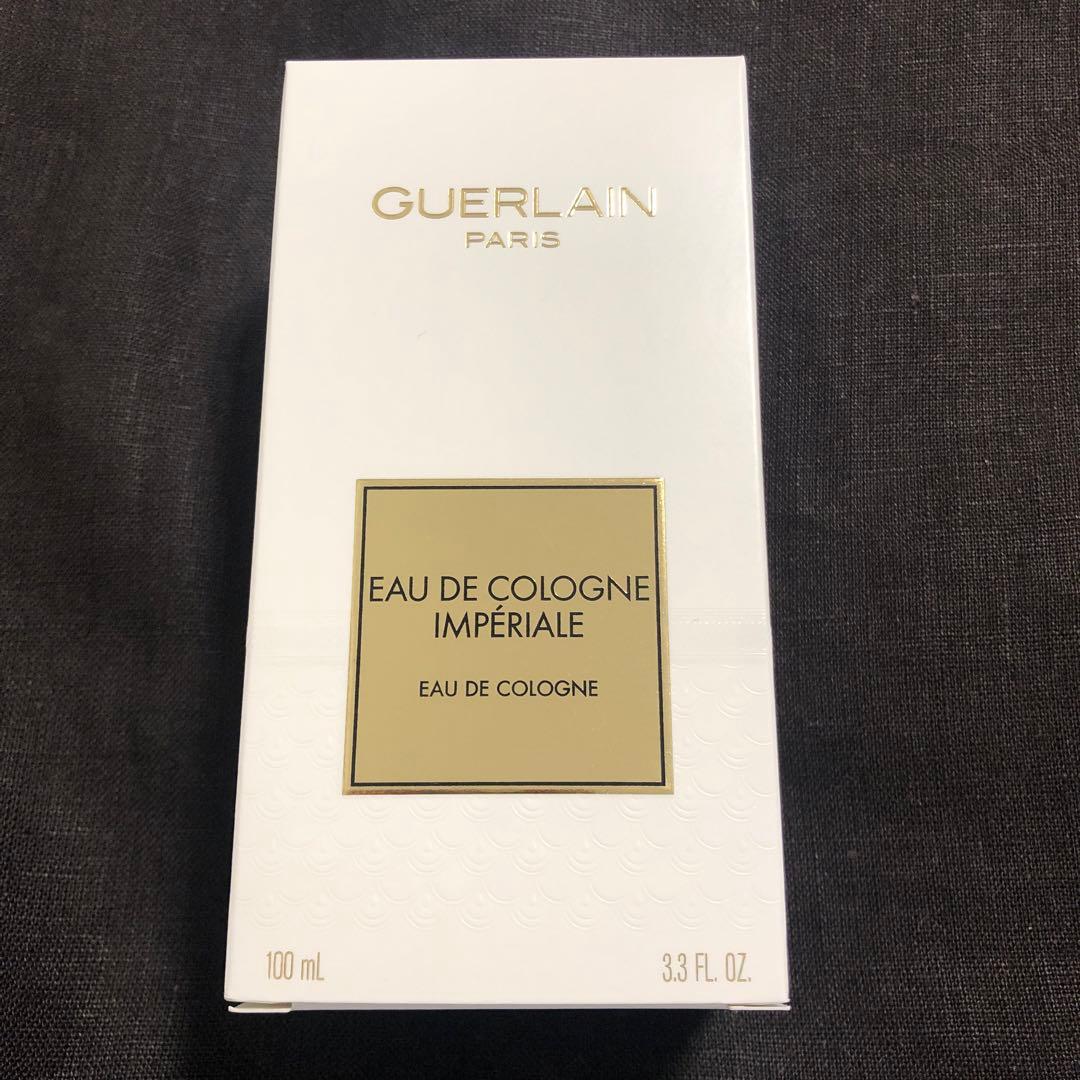 GUERLAIN
PARIS
EAU DE COLOGNE
IMPÉRIALE
EAU DE COLOGNE
100 mL 3.3 FL. OZ.